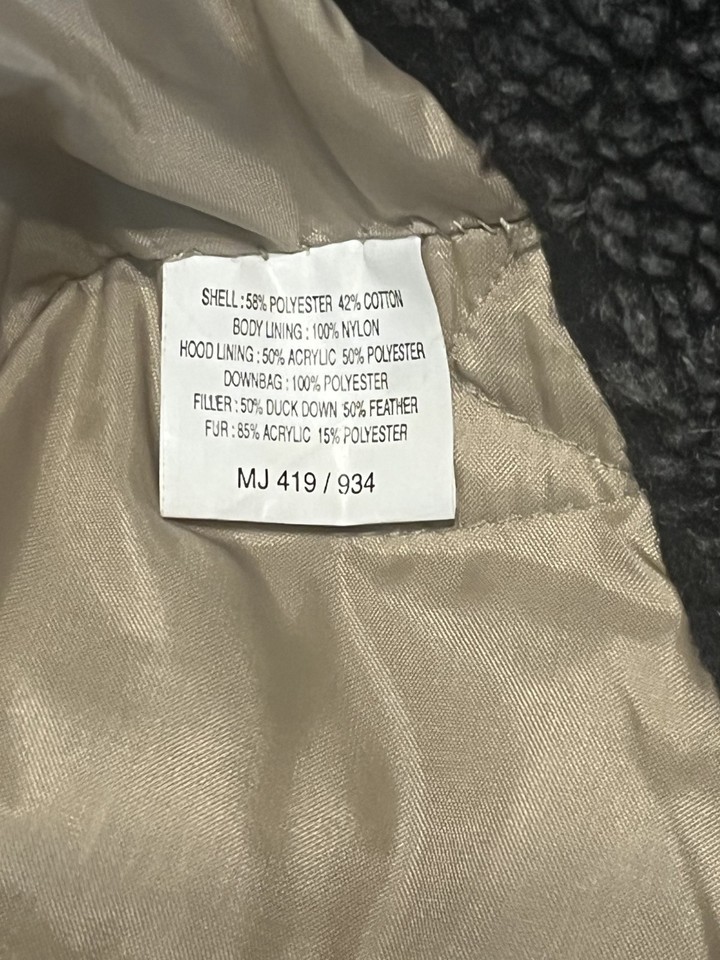 SHELL : 58% POLYESTER 42% COTTON
BODY LINING : 100% NYLON
HOOD LINING : 50% ACRYLIC 50% POLYESTER
DOWNBAG : 100% POLYESTER
FILLER : 50% DUCK DOWN 50% FEATHER
FUR : 85% ACRYLIC 15% POLYESTER
MJ 419 / 934